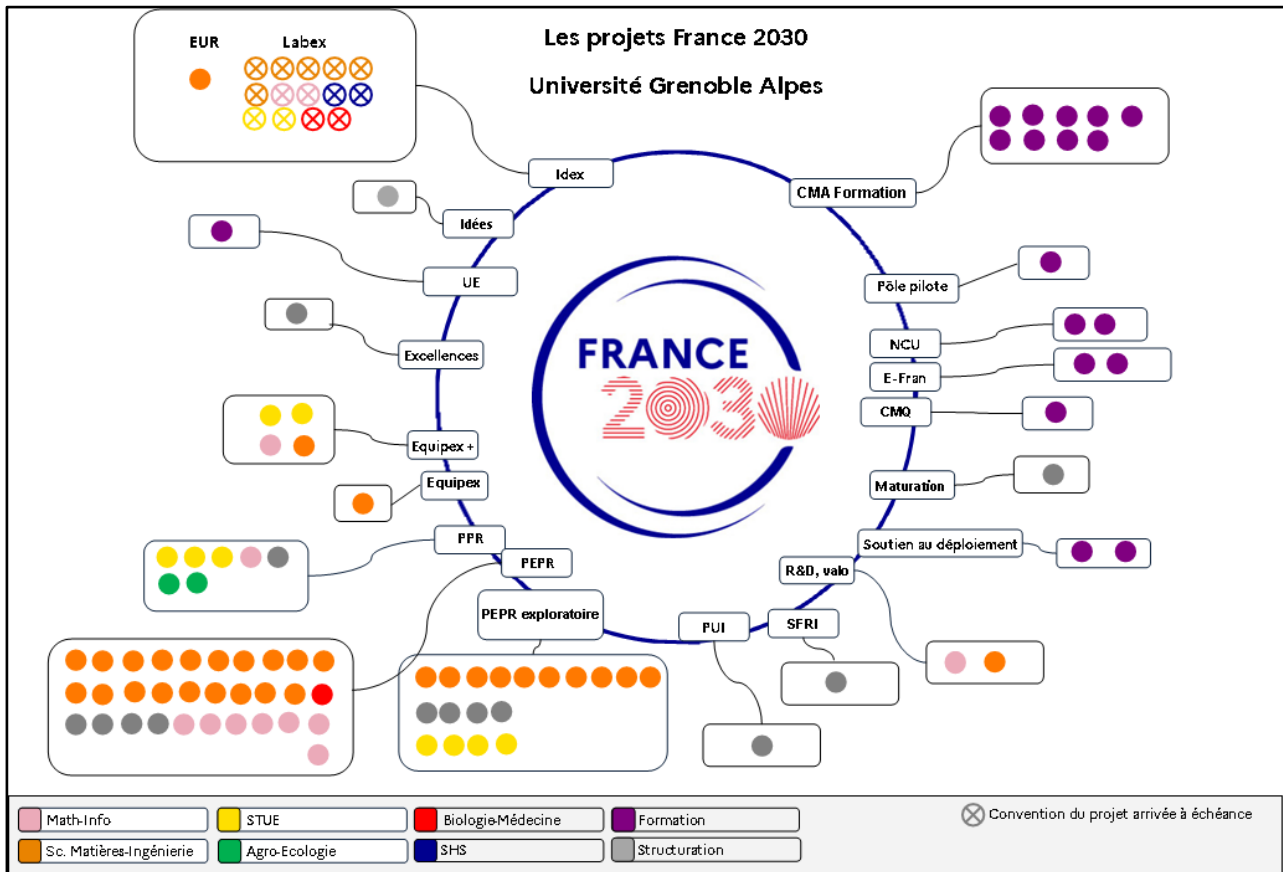 Les projets France 2030
Université Grenoble Alpes
EUR
Labex
Idex
CMA Formation
Idées
UE
Pôle pilote
Excellences
NCU
E-Fran
CMQ
Equipex +
Equipex
Maturation
PPR
PEPR
Soutien au déploiement
R&D, valo
PEPR exploratoire
PUI
SFRI
FRANCE
2030
Math-Info
STUE
Biologie-Médecine
Formation
Convention du projet arrivée à échéance
Sc. Matières-Ingénierie
Agro-Ecologie
SHS
Structuration